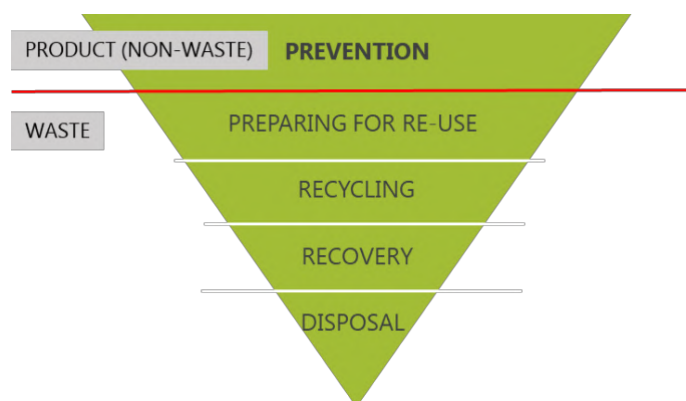 PRODUCT (NON-WASTE) PREVENTION
WASTE
PREPARING FOR RE-USE
RECYCLING
RECOVERY
DISPOSAL